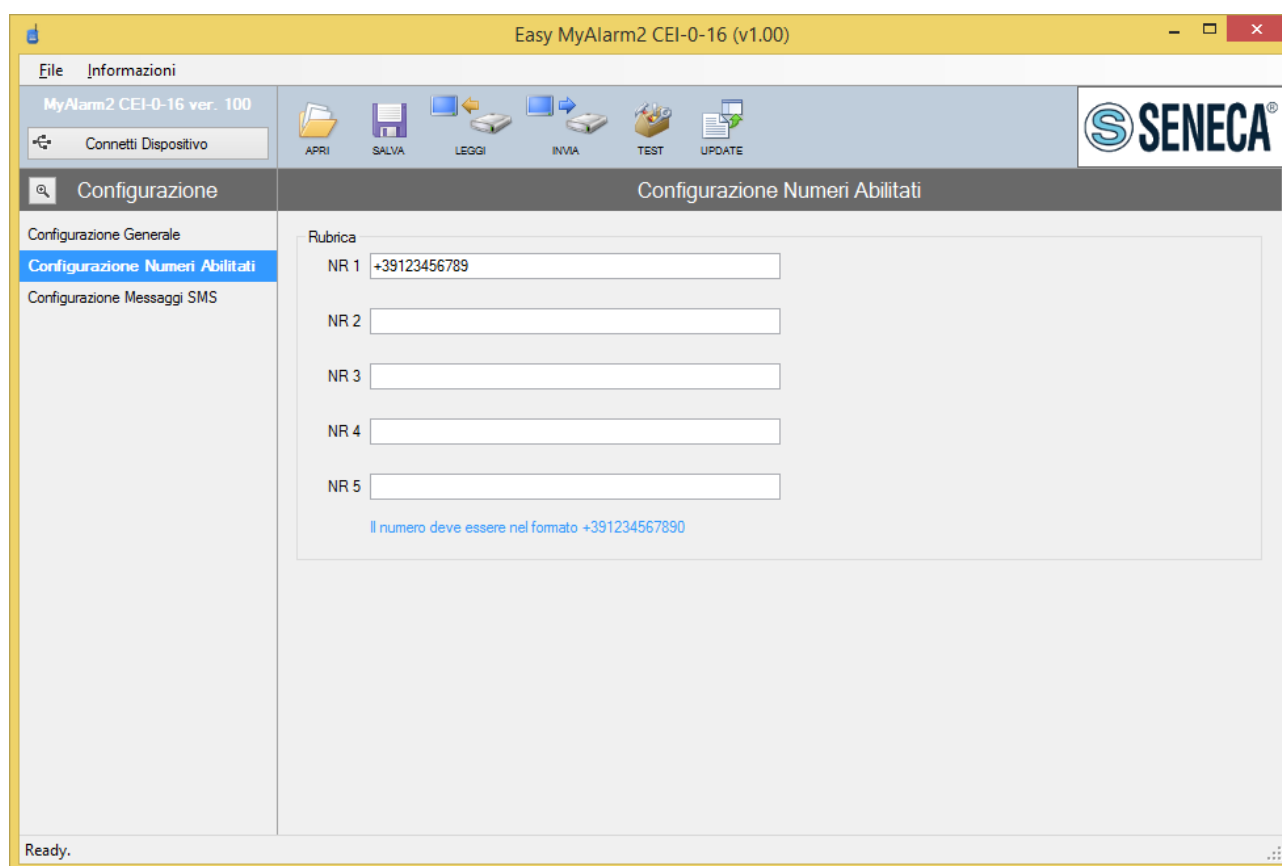 Easy MyAlarm2 CEI-0-16 (v1.00)
File Informazioni
MyAlarm2 CEI-0-16 ver. 100
Connetti Dispositivo
APRI SALVA LEGGI INVIA TEST UPDATE
S SENECA®
Configurazione
Configurazione Numeri Abilitati
Configurazione Generale
Configurazione Numeri Abilitati
Configurazione Messaggi SMS
Rubrica
NR 1 +39123456789
NR 2
NR 3
NR 4
NR 5
Il numero deve essere nel formato +391234567890
Ready.